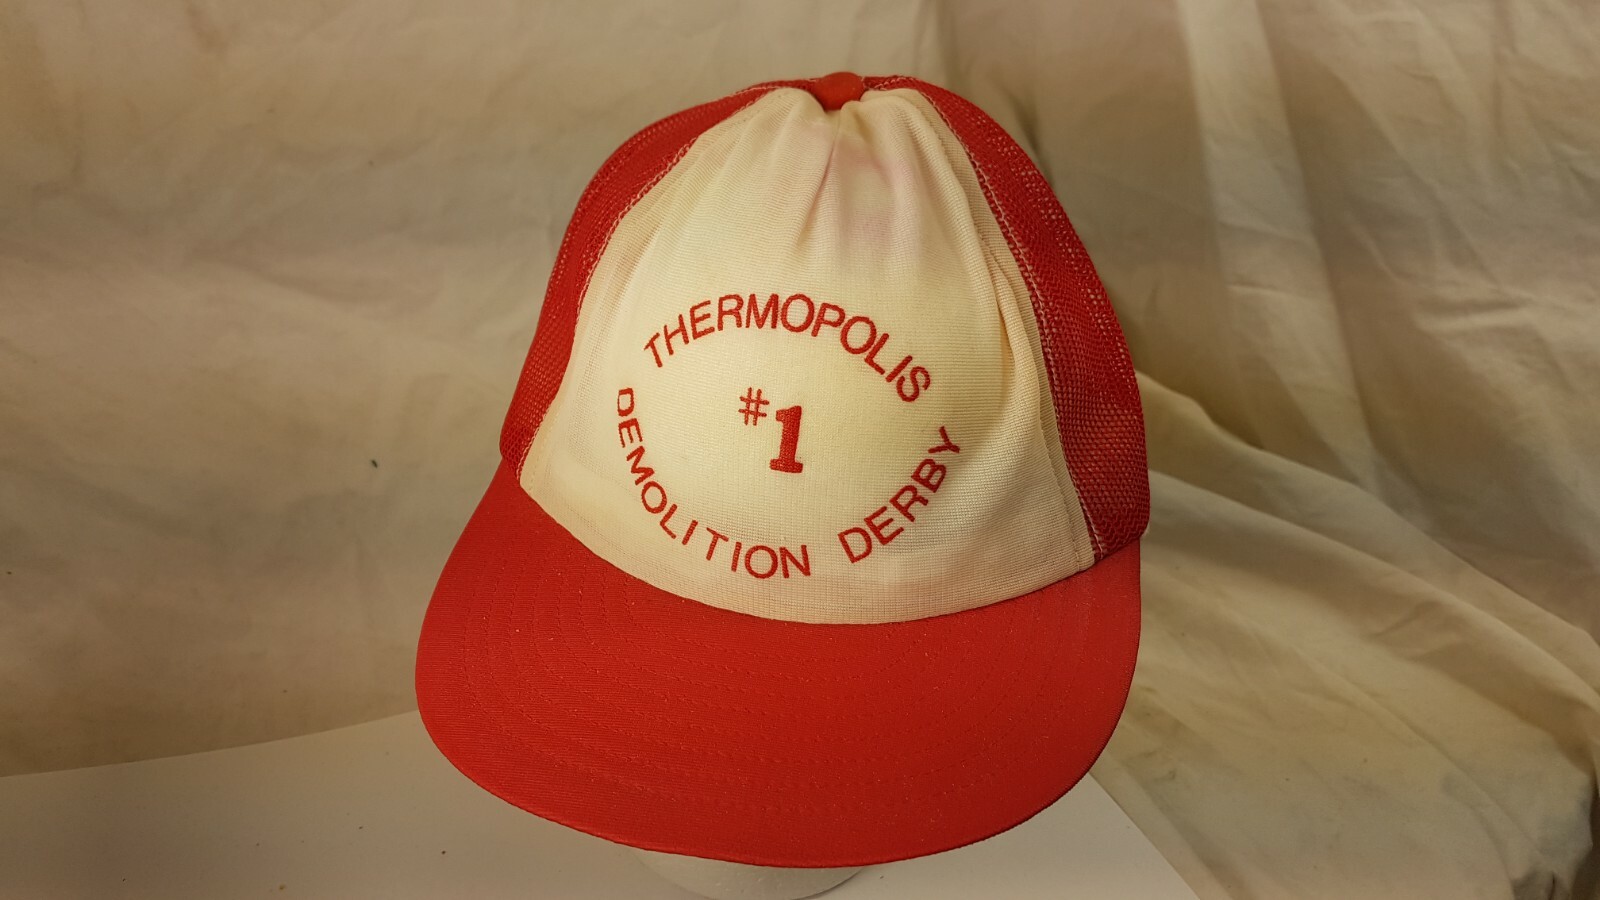 THERMOPOLIS
#1
DEMOLITION DERBY